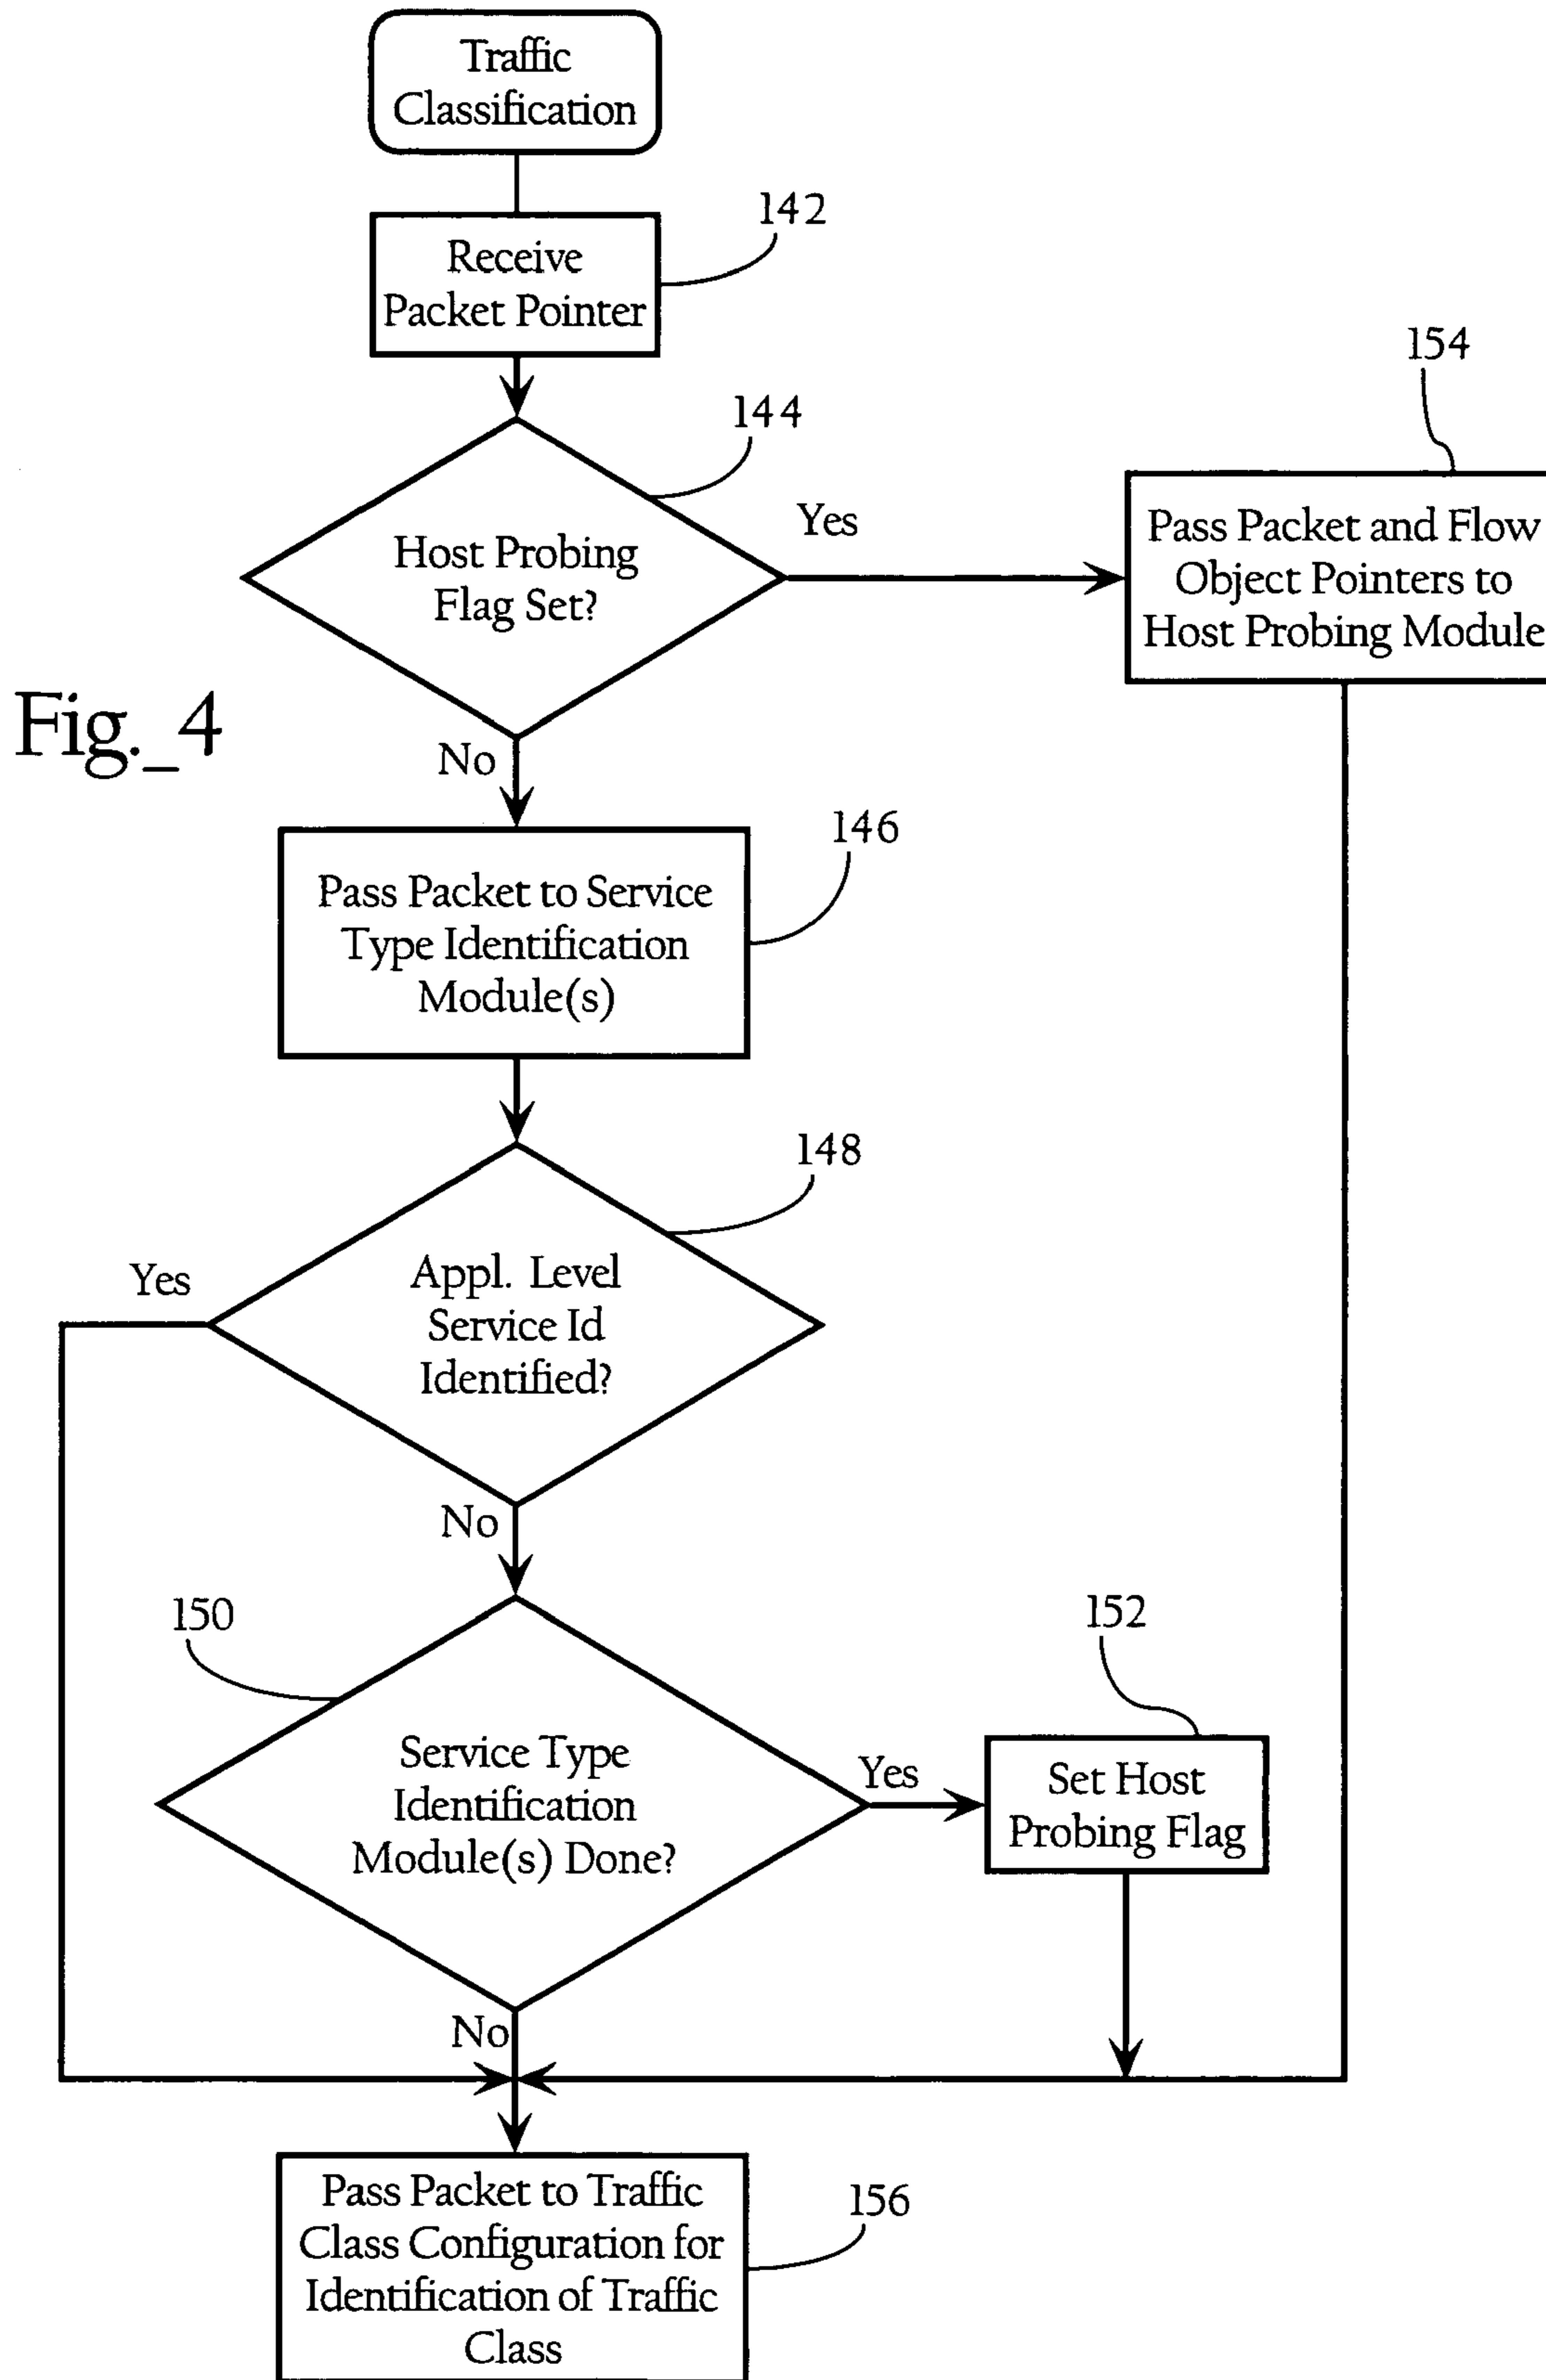 Traffic
Classification
142
Receive
Packet Pointer
154
144
Host Probing
Flag Set?
Yes
Pass Packet and Flow
Object Pointers to
Host Probing Module
Fig._4
No
146
Pass Packet to Service
Type Identification
Module(s)
148
Yes
Appl. Level
Service Id
Identified?
No
150
152
Service Type
Identification
Module(s) Done?
Yes
Set Host
Probing Flag
No
Pass Packet to Traffic
Class Configuration for
Identification of Traffic
Class
156